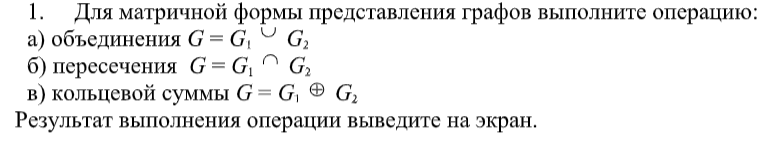 1. Для матричной формы представления графов выполните операцию:
а) объединения G = G₁ ∪ G₂
б) пересечения G = G₁ ∩ G₂
в) кольцевой суммы G = G₁ ⊕ G₂
Результат выполнения операции выведите на экран.